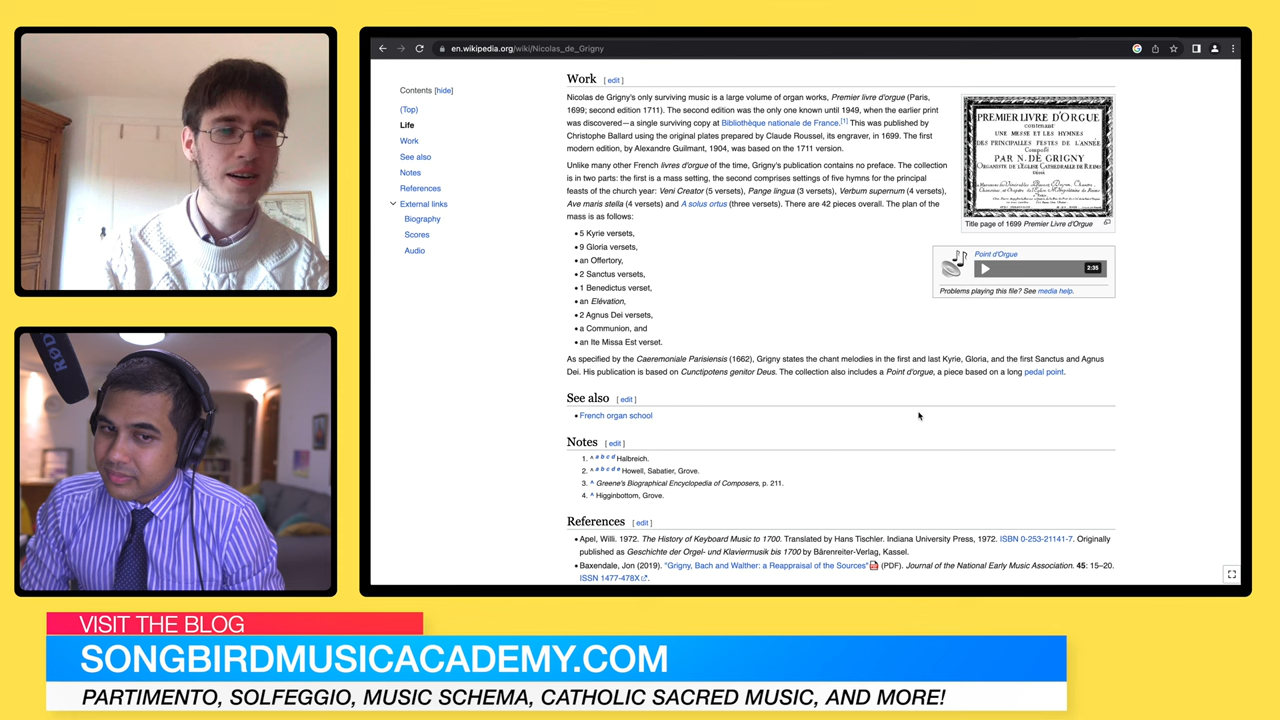 RØD
en.wikipedia.org/wiki/Nicolas_de_Grigny
Contents [hide]
(Top)
Life
Work
See also
Notes
References
External links
Biography
Scores
Audio
Work [ edit ]
Nicolas de Grigny's only surviving music is a large volume of organ works, Premier livre d'orgue (Paris,
1699; second edition 1711). The second edition was the only one known until 1949, when the earlier print
was discovered—a single surviving copy at Bibliothèque nationale de France.[1] This was published by
Christophe Ballard using the original plates prepared by Claude Roussel, its engraver, in 1699. The first
modern edition, by Alexandre Guilmant, 1904, was based on the 1711 version.
Unlike many other French livres d'orgue of the time, Grigny's publication contains no preface. The collection
is in two parts: the first is a mass setting, the second comprises settings of five hymns for the principal
feasts of the church year: Veni Creator (5 versets), Pange lingua (3 versets), Verbum supernum (4 versets),
Ave maris stella (4 versets) and A solus ortus (three versets). There are 42 pieces overall. The plan of the
mass is as follows:
• 5 Kyrie versets,
• 9 Gloria versets,
• an Offertory,
• 2 Sanctus versets,
• 1 Benedictus verset,
• an Elévation,
• 2 Agnus Dei versets,
• a Communion, and
• an Ite Missa Est verset.
As specified by the Caeremoniale Parisiensis (1662), Grigny states the chant melodies in the first and last Kyrie, Gloria, and the first Sanctus and Agnus
Dei. His publication is based on Cunctipotens genitor Deus. The collection also includes a Point d'orgue, a piece based on a long pedal point.
PREMIER LIVRE D'ORGUE
contenant
UNE MESSE ET LES HYMNES
DES PRINCIPALES FESTES DE L'ANNÉE
Composé
PAR N. DE GRIGNY
ORGANISTE DE L'EGLISE CATHEDRALE DE REIMS
Title page of 1699 Premier Livre d'Orgue
Point d'Orgue
2:35
Problems playing this file? See media help.
See also [ edit ]
• French organ school
Notes [ edit ]
1. ^ a b c d Halbreich.
2. ^ a b c d e Howell, Sabatier, Grove.
3. ^ Greene's Biographical Encyclopedia of Composers, p. 211.
4. ^ Higginbottom, Grove.
References [ edit ]
• Apel, Willi. 1972. The History of Keyboard Music to 1700. Translated by Hans Tischler. Indiana University Press, 1972. ISBN 0-253-21141-7. Originally
published as Geschichte der Orgel- und Klaviermusik bis 1700 by Bärenreiter-Verlag, Kassel.
• Baxendale, Jon (2019). "Grigny, Bach and Walther: a Reappraisal of the Sources" (PDF). Journal of the National Early Music Association. 45: 15–20.
ISSN 1477-478X.
VISIT THE BLOG
SONGBIRDMUSICACADEMY.COM
PARTIMENTO, SOLFEGGIO, MUSIC SCHEMA, CATHOLIC SACRED MUSIC, AND MORE!